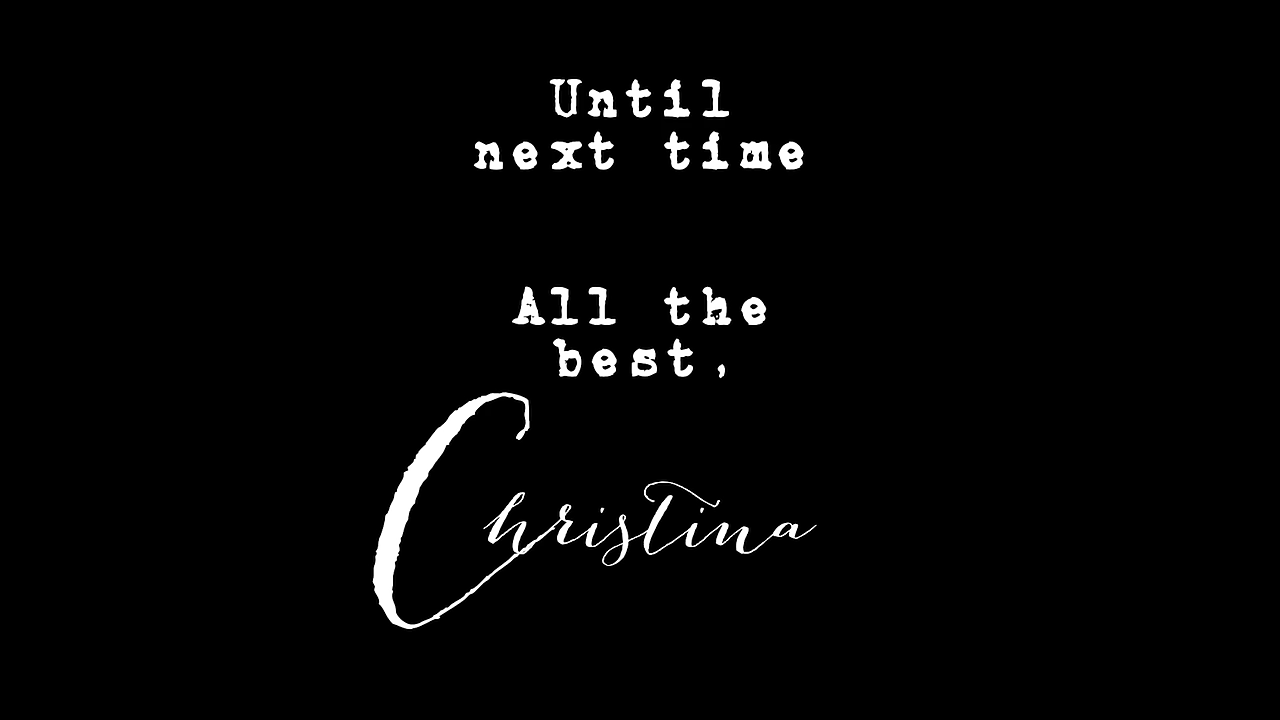 Until
next time
All the
best,
Christina